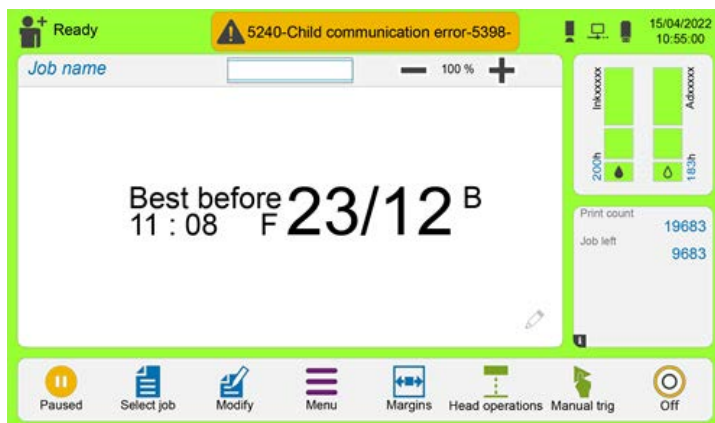 Ready
5240-Child communication error-5398-
15/04/2022
10:55:00
Job name
100 %
Inkxxxxx
Adxxxxx
200h
183h
Best before
11 : 08 F
23/12 B
Print count
19683
Job left
9683
Paused
Select job
Modify
Menu
Margins
Head operations
Manual trig
Off